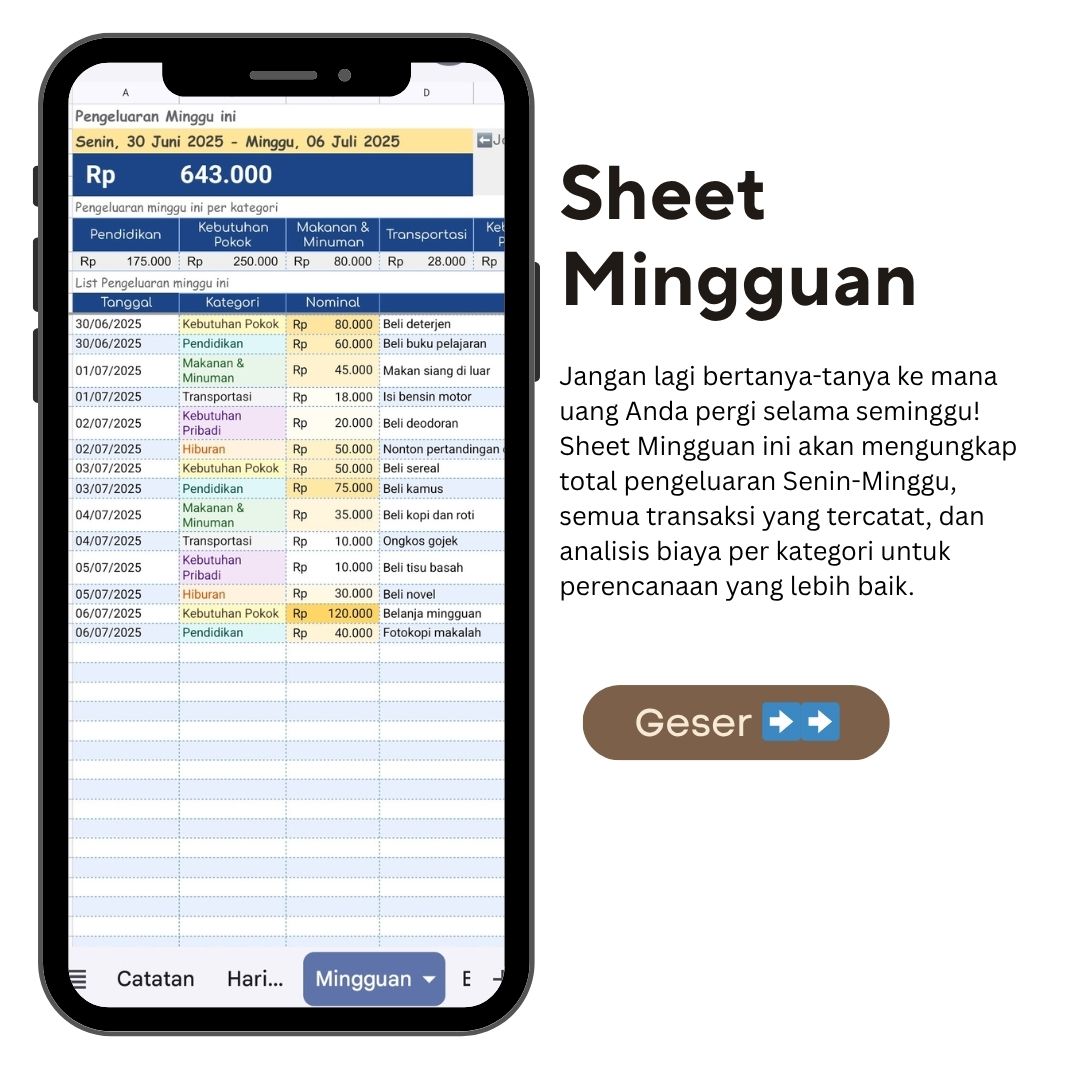 A
D
Pengeluaran Minggu ini
Senin, 30 Juni 2025 - Minggu, 06 Juli 2025
Rp 643.000
Pengeluaran minggu ini per kategori
Pendidikan Kebutuhan Pokok Makanan & Minuman Transportasi
Rp 175.000 Rp 250.000 Rp 80.000 Rp 28.000 Rp
List Pengeluaran minggu ini
Tanggal Kategori Nominal
30/06/2025 Kebutuhan Pokok Rp 80.000 Beli deterjen
30/06/2025 Pendidikan Rp 60.000 Beli buku pelajaran
01/07/2025 Makanan & Minuman Rp 45.000 Makan siang di luar
01/07/2025 Transportasi Rp 18.000 Isi bensin motor
02/07/2025 Kebutuhan Pribadi Rp 20.000 Beli deodoran
02/07/2025 Hiburan Rp 50.000 Nonton pertandingan
03/07/2025 Kebutuhan Pokok Rp 50.000 Beli sereal
03/07/2025 Pendidikan Rp 75.000 Beli kamus
04/07/2025 Makanan & Minuman Rp 35.000 Beli kopi dan roti
04/07/2025 Transportasi Rp 10.000 Ongkos gojek
05/07/2025 Kebutuhan Pribadi Rp 10.000 Beli tisu basah
05/07/2025 Hiburan Rp 30.000 Beli novel
06/07/2025 Kebutuhan Pokok Rp 120.000 Belanja mingguan
06/07/2025 Pendidikan Rp 40.000 Fotokopi makalah
Catatan Hari... Mingguan
Sheet
Mingguan
Jangan lagi bertanya-tanya ke mana
uang Anda pergi selama seminggu!
Sheet Mingguan ini akan mengungkap
total pengeluaran Senin-Minggu,
semua transaksi yang tercatat, dan
analisis biaya per kategori untuk
perencanaan yang lebih baik.
Geser ➡️➡️